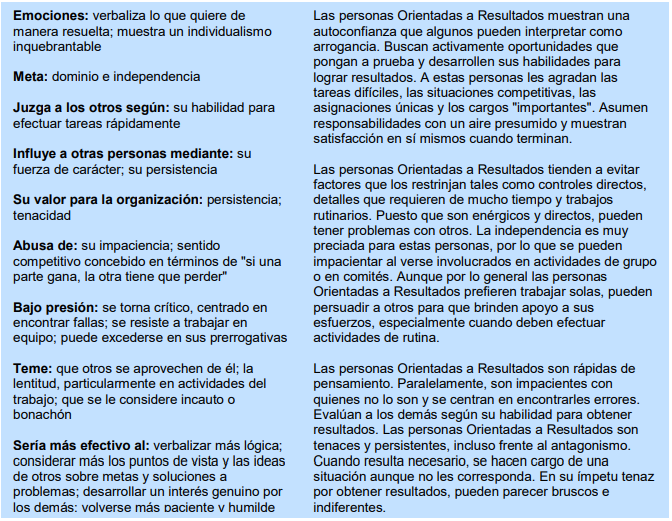 Emociones: verbaliza lo que quiere de
manera resuelta; muestra un individualismo
inquebrantable
Meta: dominio e independencia
Juzga a los otros según: su habilidad para
efectuar tareas rápidamente
Influye a otras personas mediante: su
fuerza de carácter; su persistencia
Su valor para la organización: persistencia;
tenacidad
Abusa de: su impaciencia; sentido
competitivo concebido en términos de "si una
parte gana, la otra tiene que perder"
Bajo presión: se torna crítico, centrado en
encontrar fallas; se resiste a trabajar en
equipo; puede excederse en sus prerrogativas
Teme: que otros se aprovechen de él; la
lentitud, particularmente en actividades del
trabajo; que se le considere incauto o
bonachón
Sería más efectivo al: verbalizar más lógica;
considerar más los puntos de vista y las ideas
de otros sobre metas y soluciones a
problemas; desarrollar un interés genuino por
los demás; volverse más paciente y humilde
Las personas Orientadas a Resultados muestran una
autoconfianza que algunos pueden interpretar como
arrogancia. Buscan activamente oportunidades que
pongan a prueba y desarrollen sus habilidades para
lograr resultados. A estas personas les agradan las
tareas difíciles, las situaciones competitivas, las
asignaciones únicas y los cargos "importantes". Asumen
responsabilidades con un aire presumido y muestran
satisfacción en sí mismos cuando terminan.
Las personas Orientadas a Resultados tienden a evitar
factores que los restrinjan tales como controles directos,
detalles que requieren de mucho tiempo y trabajos
rutinarios. Puesto que son enérgicos y directos, pueden
tener problemas con otros. La independencia es muy
preciada para estas personas, por lo que se pueden
impacientar al verse involucrados en actividades de grupo
o en comités. Aunque por lo general las personas
Orientadas a Resultados prefieren trabajar solas, pueden
persuadir a otros para que brinden apoyo a sus
esfuerzos, especialmente cuando deben efectuar
actividades de rutina.
Las personas Orientadas a Resultados son rápidas de
pensamiento. Paralelamente, son impacientes con
quienes no lo son y se centran en encontrarles errores.
Evalúan a los demás según su habilidad para obtener
resultados. Las personas Orientadas a Resultados son
tenaces y persistentes, incluso frente al antagonismo.
Cuando resulta necesario, se hacen cargo de una
situación aunque no les corresponda. En su ímpetu tenaz
por obtener resultados, pueden parecer bruscos e
indiferentes.